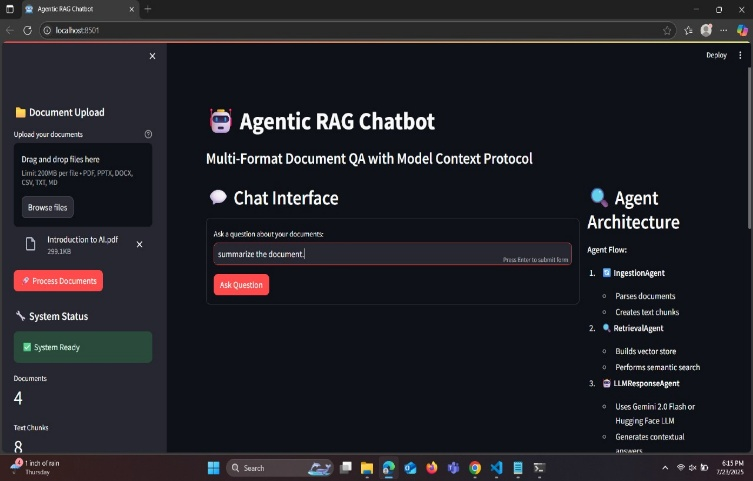 Agentic RAG Chatbot
localhost:8501
Deploy
Document Upload
Upload your documents
Drag and drop files here
Limit 200MB per file • PDF, PPTX, DOCX,
CSV, TXT, MD
Browse files
Introduction to AI.pdf
299.1KB
Process Documents
System Status
System Ready
Documents
4
Text Chunks
8
Agentic RAG Chatbot
Multi-Format Document QA with Model Context Protocol
Chat Interface
Ask a question about your documents:
summarize the document.
Press Enter to submit form
Ask Question
Agent
Architecture
Agent Flow:
1. IngestionAgent
Parses documents
Creates text chunks
2. RetrievalAgent
Builds vector store
Performs semantic search
3. LLMResponseAgent
Uses Gemini 2.0 Flash or
Hugging Face LLM
Generates contextual
answers
1 inch of rain
Thursday
Search
6:15 PM
7/23/2025